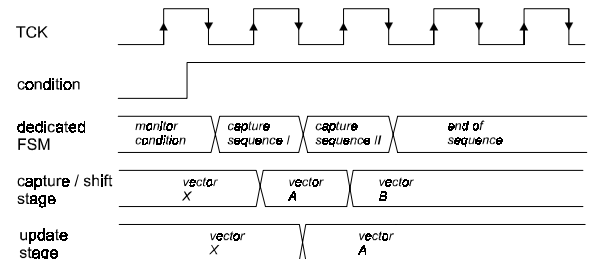 TCK
condition
dedicated
FSM
monitor
condition
capture
sequence I
capture
sequence II
end of
sequence
capture / shift
stage
vector
X
vector
A
vector
B
update
stage
vector
X
vector
A